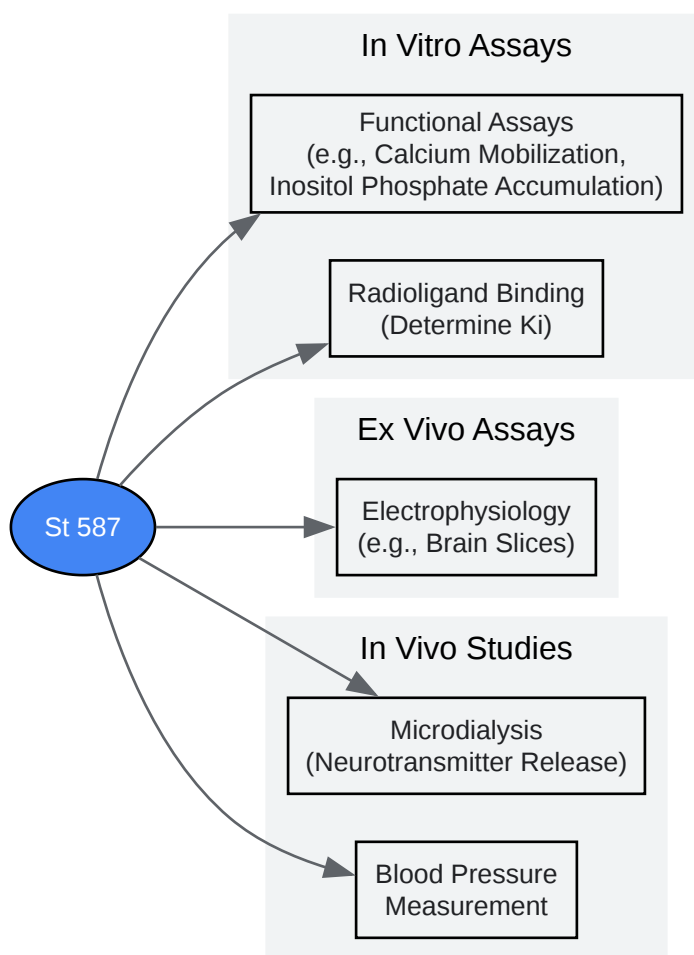 In Vitro Assays
Functional Assays
(e.g., Calcium Mobilization,
Inositol Phosphate Accumulation)
Radioligand Binding
(Determine Ki)
Ex Vivo Assays
St 587
Electrophysiology
(e.g., Brain Slices)
In Vivo Studies
Microdialysis
(Neurotransmitter Release)
Blood Pressure
Measurement